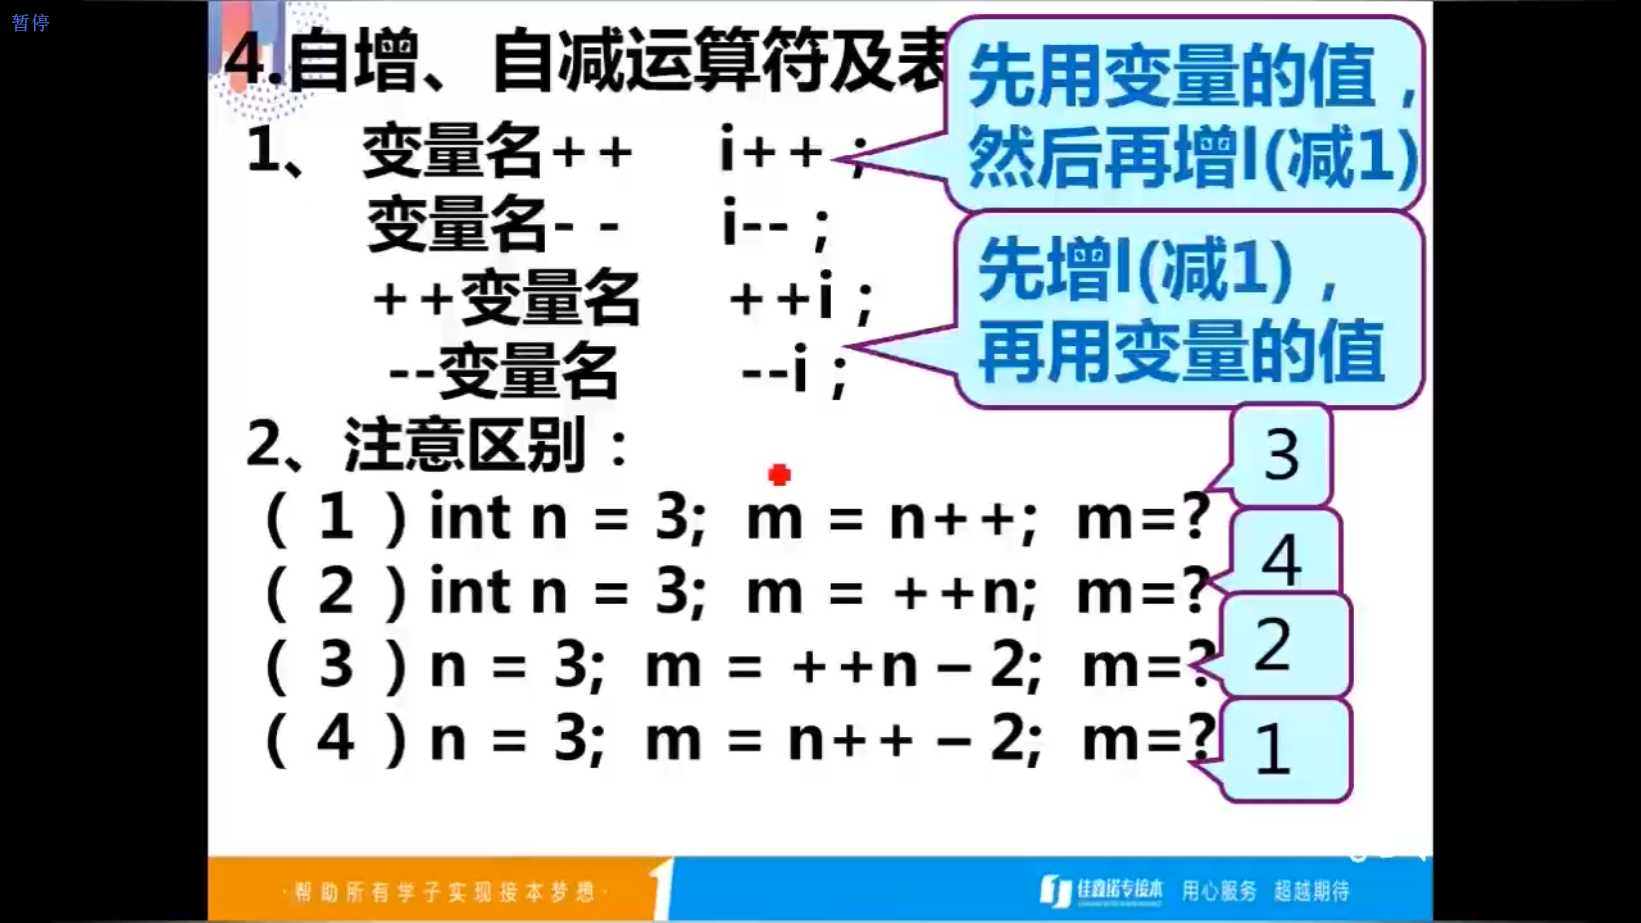 暂停
4.自增、自减运算符及表
先用变量的值，
然后再增l(减1)
1、 变量名++ i++；
变量名-- i--；
先增l(减1)，
再用变量的值
++变量名 ++i；
--变量名 --i；
2、注意区别：
（1）int n = 3; m = n++; m=?
3
（2）int n = 3; m = ++n; m=?
4
（3）n = 3; m = ++n – 2; m=?
2
（4）n = 3; m = n++ – 2; m=?
1
·帮助所有学子实现接本梦想·
佳鑫诺专接本 用心服务 超越期待